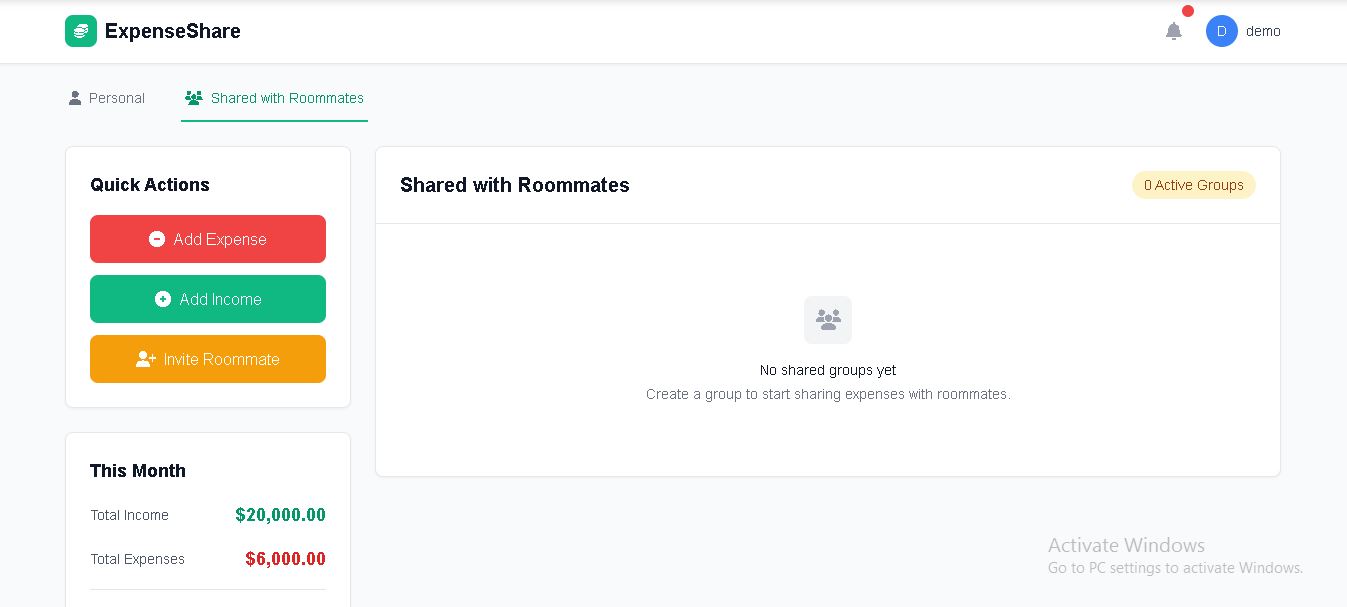 ExpenseShare
D demo
Personal
Shared with Roommates
Quick Actions
Add Expense
Add Income
Invite Roommate
This Month
Total Income $20,000.00
Total Expenses $6,000.00
Shared with Roommates
0 Active Groups
No shared groups yet
Create a group to start sharing expenses with roommates.
Activate Windows
Go to PC settings to activate Windows.